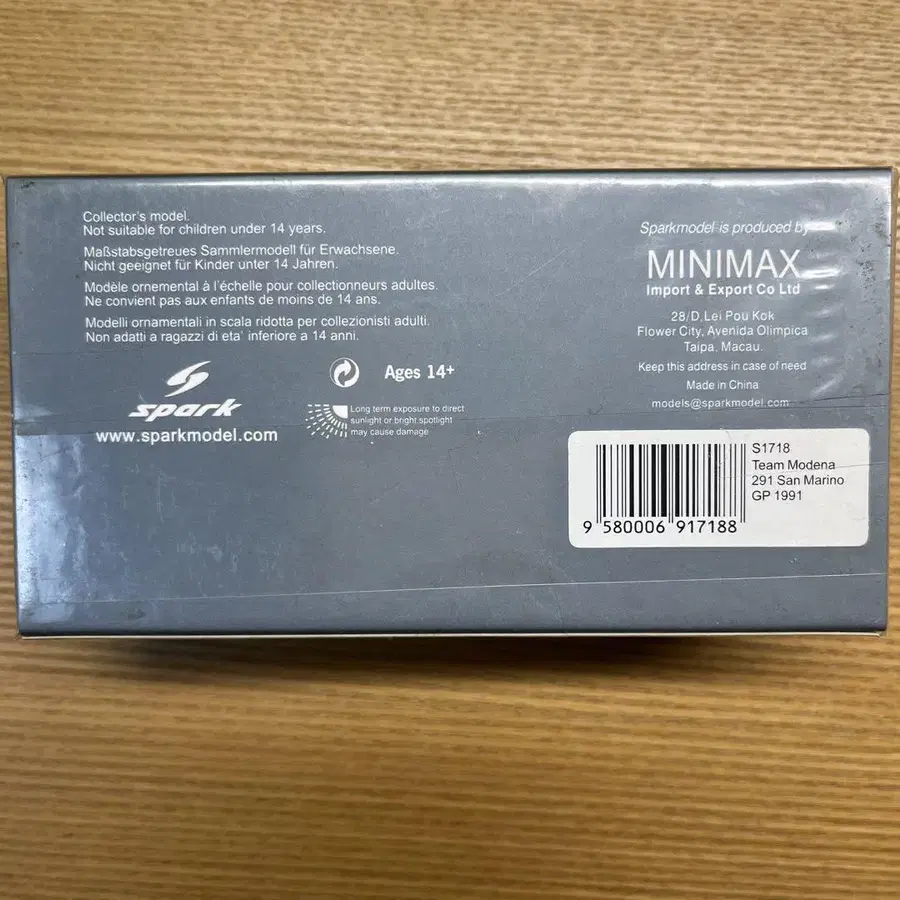 Collector's model.
Not suitable for children under 14 years.
Maßstabsgetreues Sammlermodell für Erwachsene.
Nicht geeignet für Kinder unter 14 Jahren.
Modèle ornemental à l'échelle pour collectionneurs adultes.
Ne convient pas aux enfants de moins de 14 ans.
Modelli ornamentali in scala ridotta per collezionisti adulti.
Non adatti a ragazzi di eta' inferiore a 14 anni.
Ages 14+
spark
www.sparkmodel.com
Long term exposure to direct
sunlight or bright spotlight
may cause damage
Sparkmodel is produced by
MINIMAX
Import & Export Co Ltd
28/D, Lei Pou Kok
Flower City, Avenida Olimpica
Taipa, Macau.
Keep this address in case of need
Made in China
models@sparkmodel.com
S1718
Team Modena
291 San Marino
GP 1991
9 580006 917188